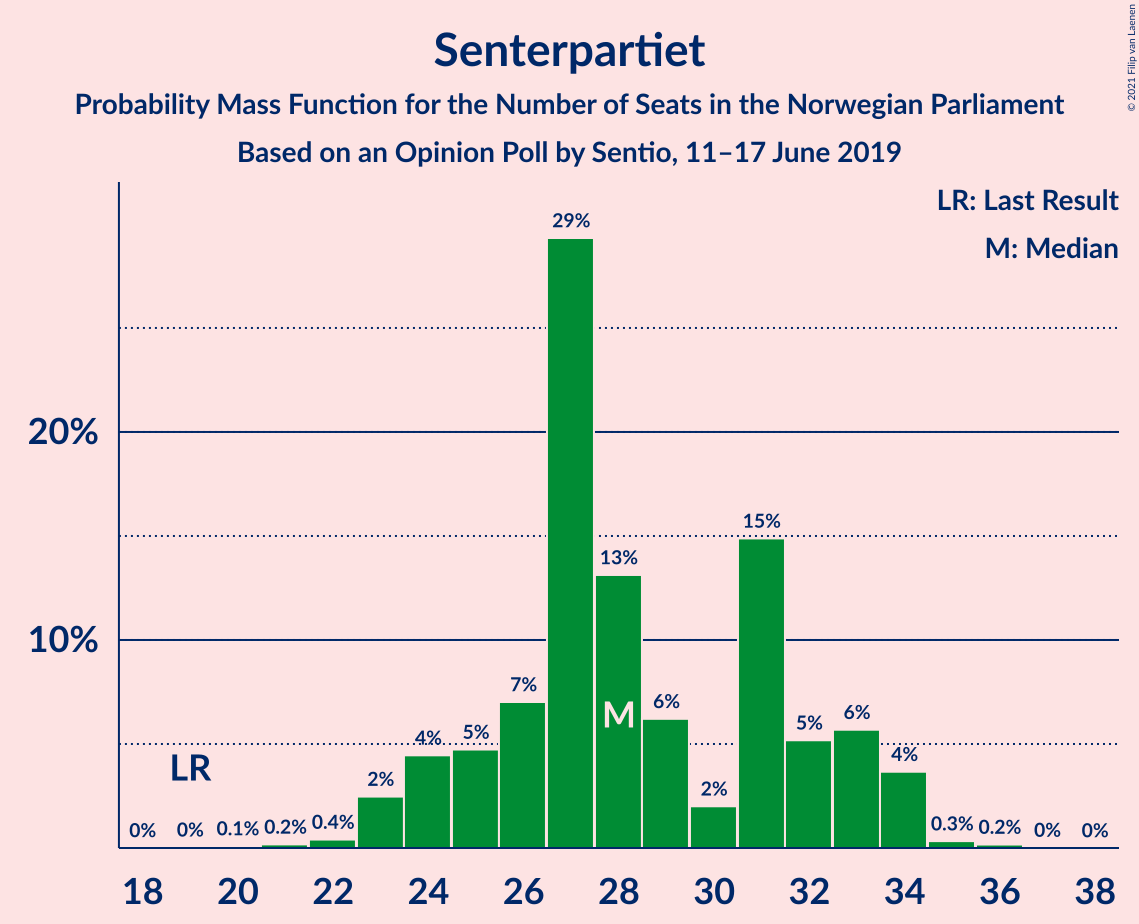 © 2021 Filip van Laenen
Senterpartiet
Probability Mass Function for the Number of Seats in the Norwegian Parliament
Based on an Opinion Poll by Sentio, 11–17 June 2019
LR: Last Result
M: Median
29%
20%
15%
13%
10%
7%
M
6%
6%
5%
4%
5%
4%
LR
2%
2%
0% 0% 0.1% 0.2% 0.4% 0.3% 0.2% 0% 0%
18 20 22 24 26 28 30 32 34 36 38